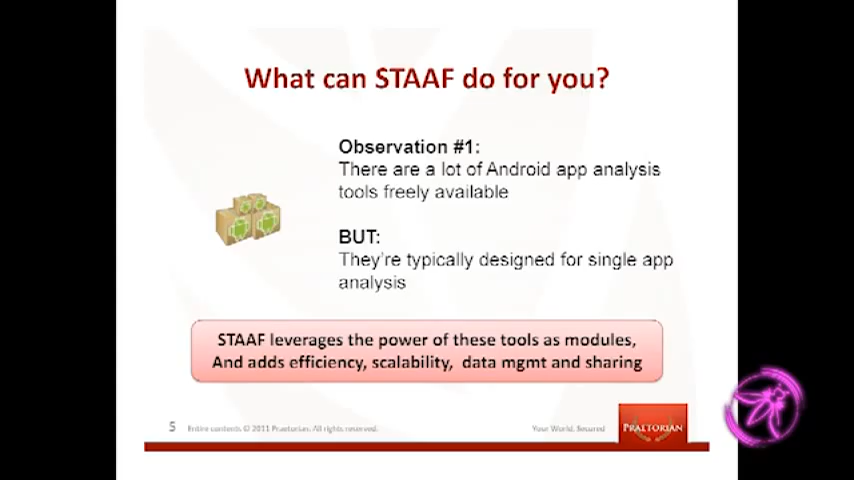 What can STAAF do for you?
Observation #1:
There are a lot of Android app analysis
tools freely available
BUT:
They're typically designed for single app
analysis
STAAF leverages the power of these tools as modules,
And adds efficiency, scalability, data mgmt and sharing
5 Entire contents © 2011 Praetorian. All rights reserved. Your World, Secured PRAETORIAN